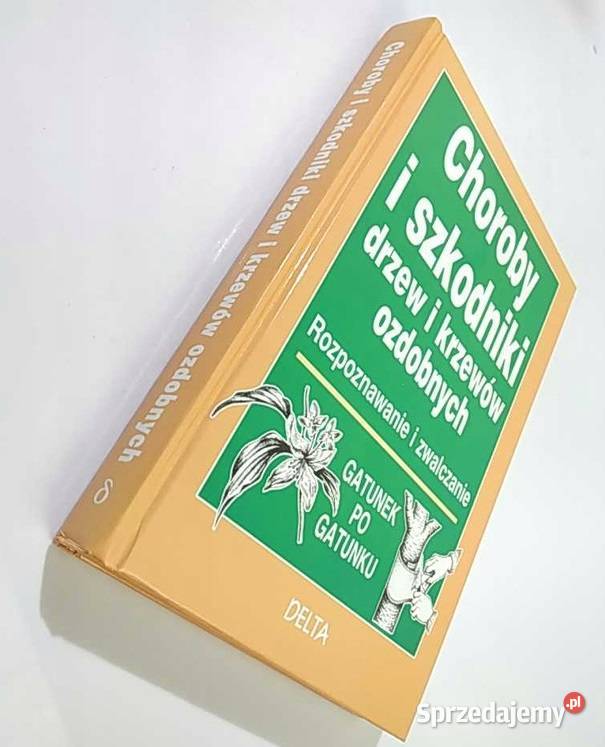 Choroby i szkodniki drzew i krzewów ozdobnych
Choroby
i szkodniki
drzew i krzewów
ozdobnych
Rozpoznawanie i zwalczanie
GATUNEK
PO
GATUNKU
DELTA
Sprzedajemy.pl